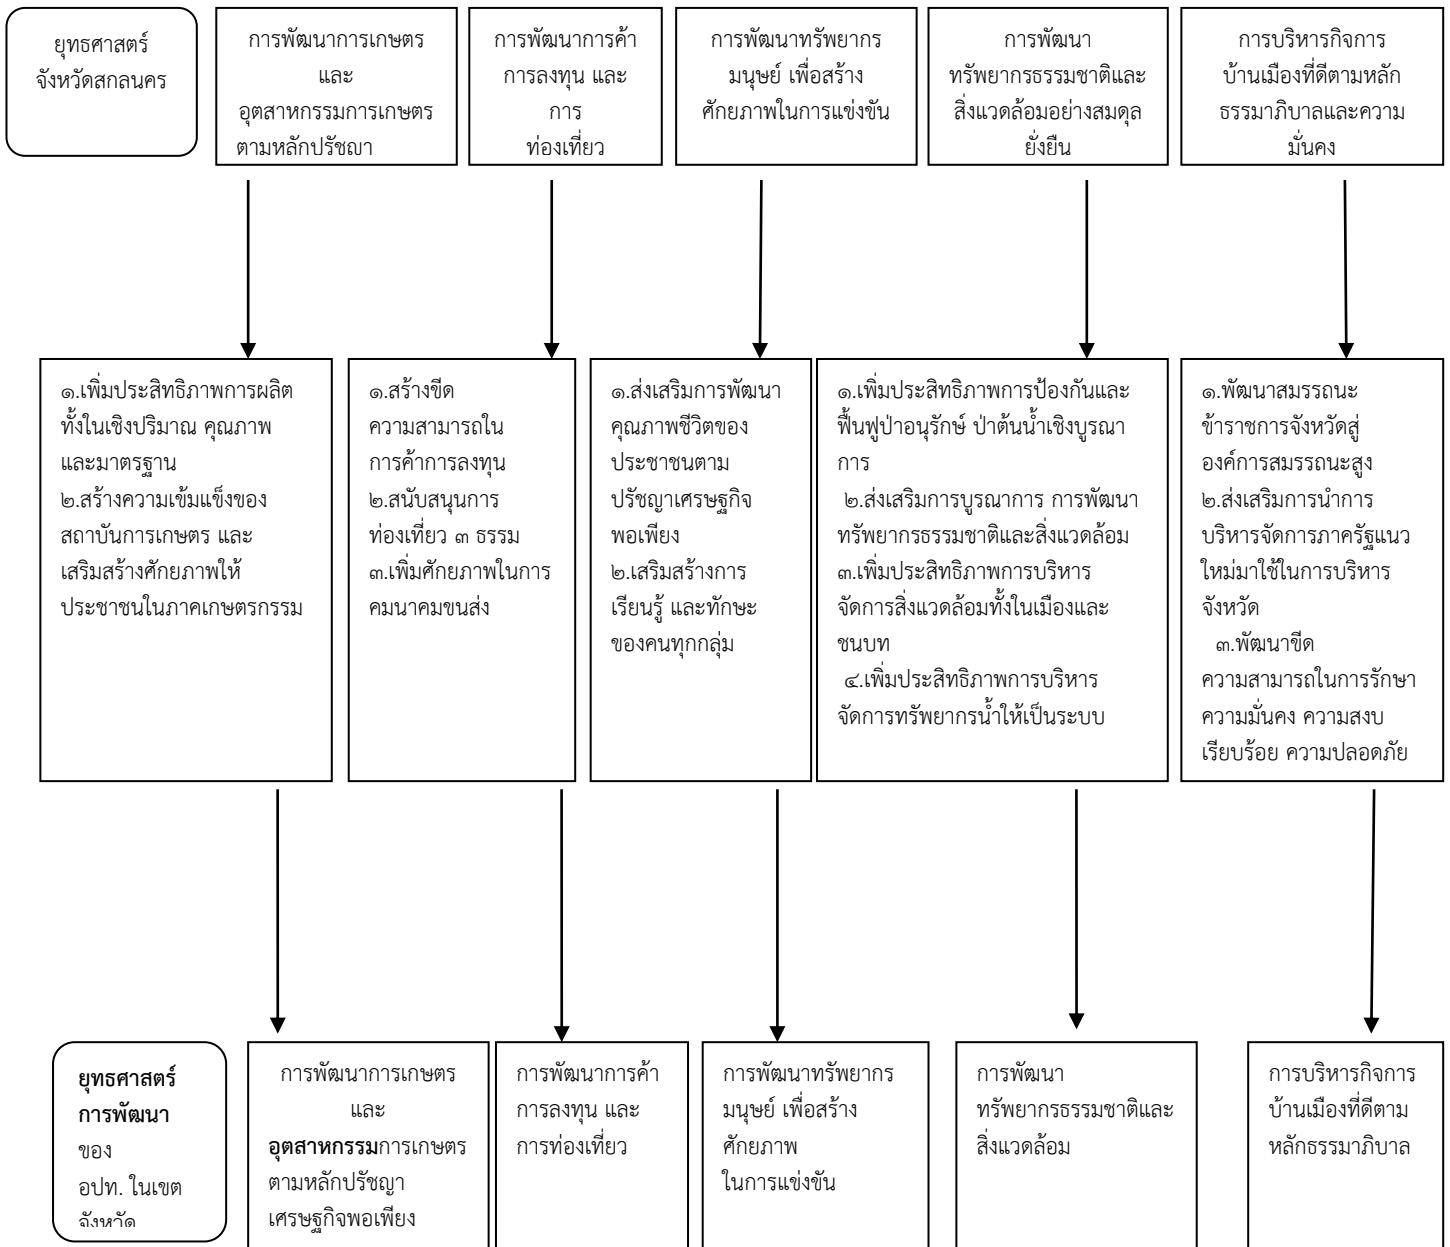 ยุทธศาสตร์
จังหวัดสกลนคร
การพัฒนาการเกษตร
และ
อุตสาหกรรมการเกษตร
ตามหลักปรัชญา
การพัฒนาการค้า
การลงทุน และ
การ
ท่องเที่ยว
การพัฒนาทรัพยากร
มนุษย์ เพื่อสร้าง
ศักยภาพในการแข่งขัน
การพัฒนา
ทรัพยากรธรรมชาติและ
สิ่งแวดล้อมอย่างสมดุล
ยั่งยืน
การบริหารกิจการ
บ้านเมืองที่ดีตามหลัก
ธรรมาภิบาลและความ
มั่นคง
๑.เพิ่มประสิทธิภาพการผลิต
ทั้งในเชิงปริมาณ คุณภาพ
และมาตรฐาน
๒.สร้างความเข้มแข็งของ
สถาบันการเกษตร และ
เสริมสร้างศักยภาพให้
ประชาชนในภาคเกษตรกรรม
๑.สร้างขีด
ความสามารถใน
การค้าการลงทุน
๒.สนับสนุนการ
ท่องเที่ยว ๓ ธรรม
๓.เพิ่มศักยภาพในการ
คมนาคมขนส่ง
๑.ส่งเสริมการพัฒนา
คุณภาพชีวิตของ
ประชาชนตาม
ปรัชญาเศรษฐกิจ
พอเพียง
๒.เสริมสร้างการ
เรียนรู้ และทักษะ
ของคนทุกกลุ่ม
๑.เพิ่มประสิทธิภาพการป้องกันและ
ฟื้นฟูป่าอนุรักษ์ ป่าต้นน้ำเชิงบูรณา
การ
๒.ส่งเสริมการบูรณาการ การพัฒนา
ทรัพยากรธรรมชาติและสิ่งแวดล้อม
๓.เพิ่มประสิทธิภาพการบริหาร
จัดการสิ่งแวดล้อมทั้งในเมืองและ
ชนบท
๔.เพิ่มประสิทธิภาพการบริหาร
จัดการทรัพยากรน้ำให้เป็นระบบ
๑.พัฒนาสมรรถนะ
ข้าราชการจังหวัดสู่
องค์การสมรรถนะสูง
๒.ส่งเสริมการนำการ
บริหารจัดการภาครัฐแนว
ใหม่มาใช้ในการบริหาร
จังหวัด
๓.พัฒนาขีด
ความสามารถในการรักษา
ความมั่นคง ความสงบ
เรียบร้อย ความปลอดภัย
ยุทธศาสตร์
การพัฒนา
ของ
อปท. ในเขต
จังหวัด
การพัฒนาการเกษตร
และ
อุตสาหกรรมการเกษตร
ตามหลักปรัชญา
เศรษฐกิจพอเพียง
การพัฒนาการค้า
การลงทุน และ
การท่องเที่ยว
การพัฒนาทรัพยากร
มนุษย์ เพื่อสร้าง
ศักยภาพ
ในการแข่งขัน
การพัฒนา
ทรัพยากรธรรมชาติและ
สิ่งแวดล้อม
การบริหารกิจการ
บ้านเมืองที่ดีตาม
หลักธรรมาภิบาล